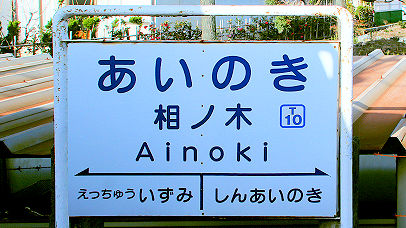 あいのき
相ノ木 T10
Ainoki
えっちゅういずみ しんあいのき